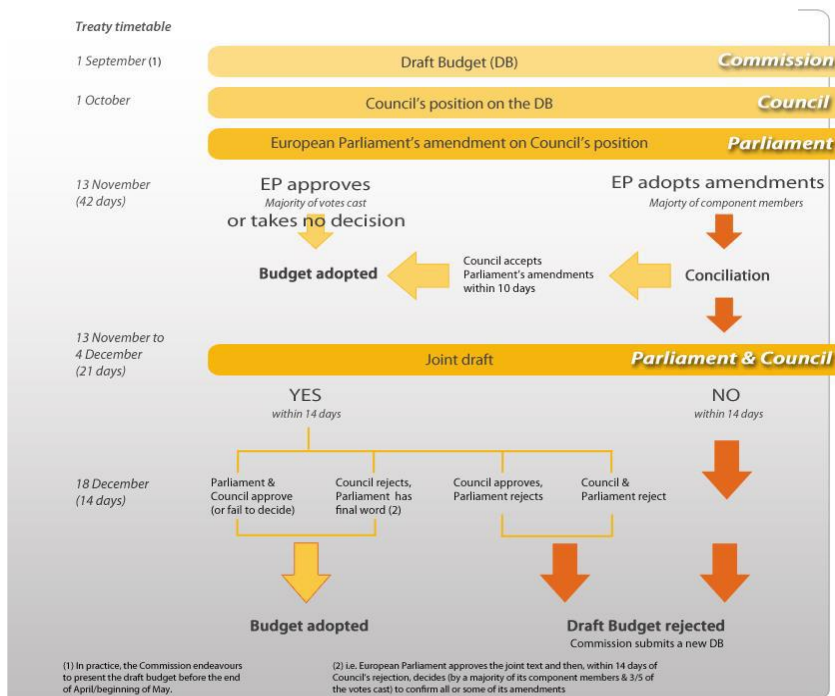 Treaty timetable
1 September (1)
Draft Budget (DB)
Commission
1 October
Council's position on the DB
Council
European Parliament's amendment on Council's position
Parliament
13 November
(42 days)
EP approves
Majority of votes cast
or takes no decision
EP adopts amendments
Majorty of component members
Budget adopted
Council accepts
Parliament's amendments
within 10 days
Conciliation
13 November to
4 December
(21 days)
Joint draft
Parliament & Council
YES
within 14 days
NO
within 14 days
18 December
(14 days)
Parliament &
Council approve
(or fail to decide)
Council rejects,
Parliament has
final word (2)
Council approves,
Parliament rejects
Council &
Parliament reject
Budget adopted
Draft Budget rejected
Commission submits a new DB
(1) In practice, the Commission endeavours
to present the draft budget before the end
of April/beginning of May.
(2) i.e. European Parliament approves the joint text and then, within 14 days of
Council's rejection, decides (by a majority of its component members & 3/5 of
the votes cast) to confirm all or some of its amendments